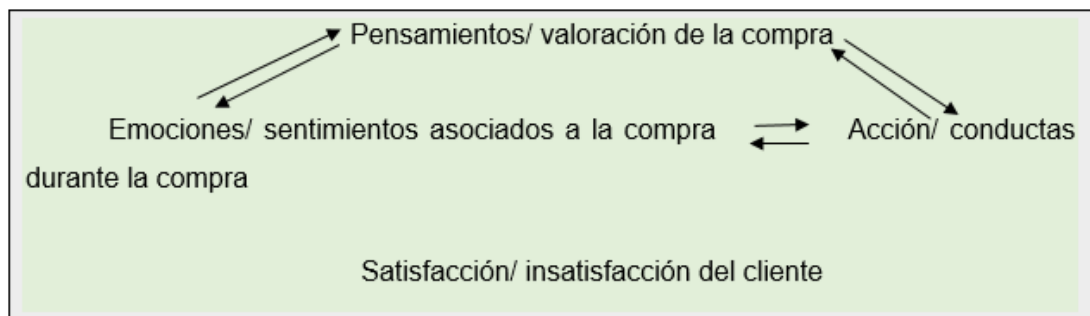 Pensamientos/ valoración de la compra
Emociones/ sentimientos asociados a la compra Acción/ conductas
durante la compra
Satisfacción/ insatisfacción del cliente